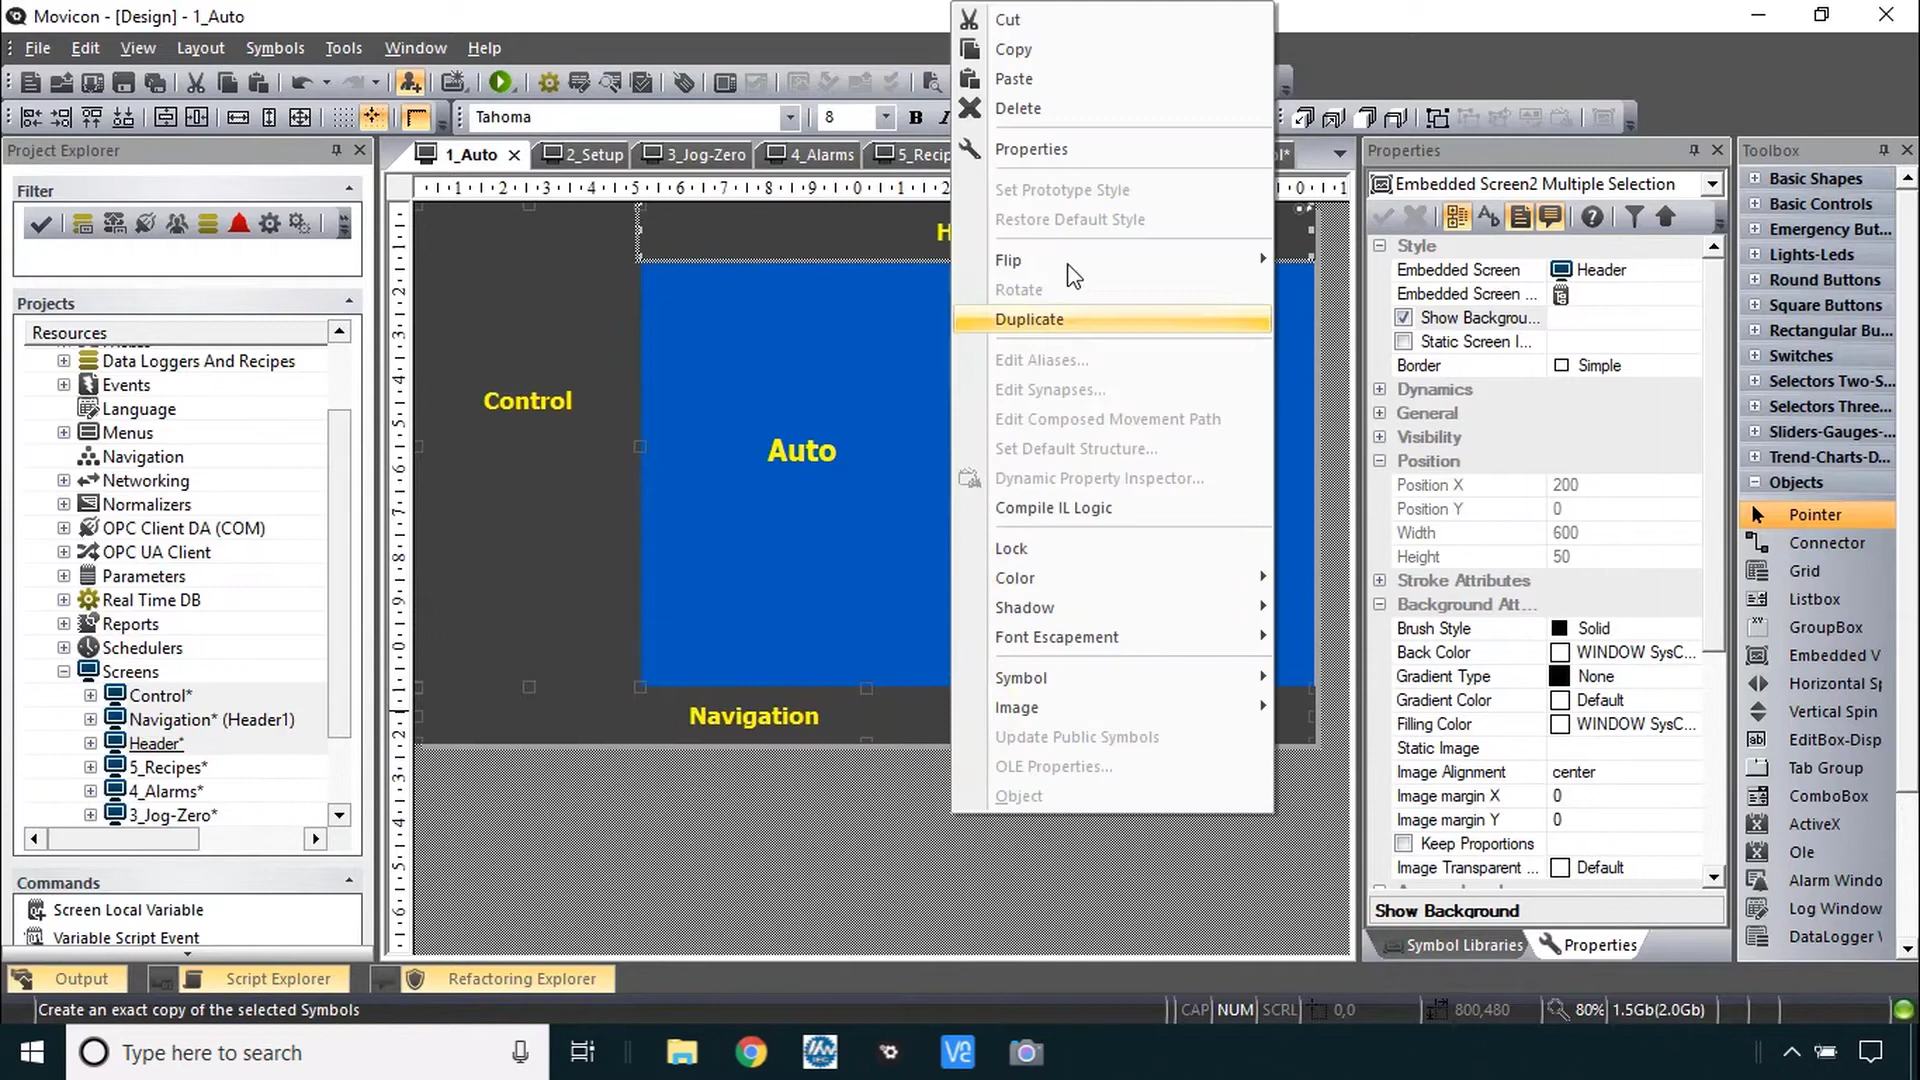 Movicon - [Design] - 1_Auto
File Edit View Layout Symbols Tools Window Help
Tahoma 8 B
Project Explorer
Filter
Projects
Resources
Data Loggers And Recipes
Events
Language
Menus
Navigation
Networking
Normalizers
OPC Client DA (COM)
OPC UA Client
Parameters
Real Time DB
Reports
Schedulers
Screens
Control*
Navigation* (Header1)
Header*
5_Recipes*
4_Alarms*
3_Jog-Zero*
Commands
Screen Local Variable
Variable Script Event
1_Auto 2_Setup 3_Jog-Zero 4_Alarms 5_Recip
H
Control
Auto
Navigation
Cut
Copy
Paste
Delete
Properties
Set Prototype Style
Restore Default Style
Flip
Rotate
Duplicate
Edit Aliases...
Edit Synapses...
Edit Composed Movement Path
Set Default Structure...
Dynamic Property Inspector...
Compile IL Logic
Lock
Color
Shadow
Font Escapement
Symbol
Image
Update Public Symbols
OLE Properties...
Object
Properties
Embedded Screen2 Multiple Selection
Style
Embedded Screen Header
Embedded Screen ...
Show Backgrou...
Static Screen I...
Border Simple
Dynamics
General
Visibility
Position
Position X 200
Position Y 0
Width 600
Height 50
Stroke Attributes
Background Att...
Brush Style Solid
Back Color WINDOW SysC...
Gradient Type None
Gradient Color Default
Filling Color WINDOW SysC...
Static Image
Image Alignment center
Image margin X 0
Image margin Y 0
Keep Proportions
Image Transparent ... Default
Show Background
Symbol Libraries Properties
Toolbox
Basic Shapes
Basic Controls
Emergency But...
Lights-Leds
Round Buttons
Square Buttons
Rectangular Bu...
Switches
Selectors Two-S...
Selectors Three...
Sliders-Gauges-...
Trend-Charts-D...
Objects
Pointer
Connector
Grid
Listbox
GroupBox
Embedded V
Horizontal Sp
Vertical Spin
EditBox-Disp
Tab Group
ComboBox
ActiveX
Ole
Alarm Windo
Log Window
DataLogger
Output Script Explorer Refactoring Explorer
Create an exact copy of the selected Symbols CAP NUM SCRL 0,0 800,480 80% 1.5Gb(2.0Gb)
Type here to search